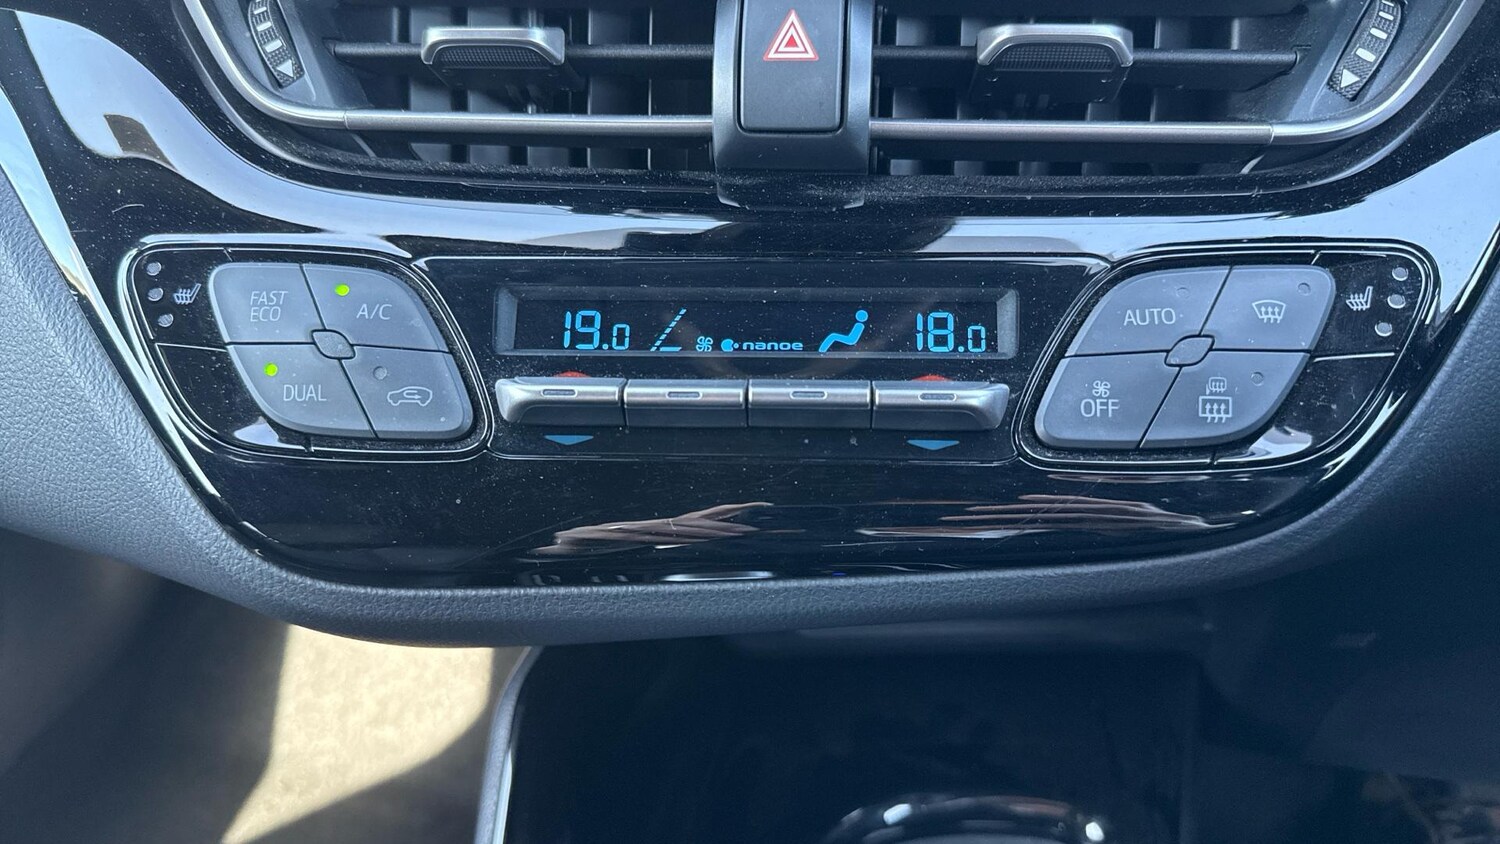 FAST
ECO
A/C
DUAL
19.0
nanoe
18.0
AUTO
OFF